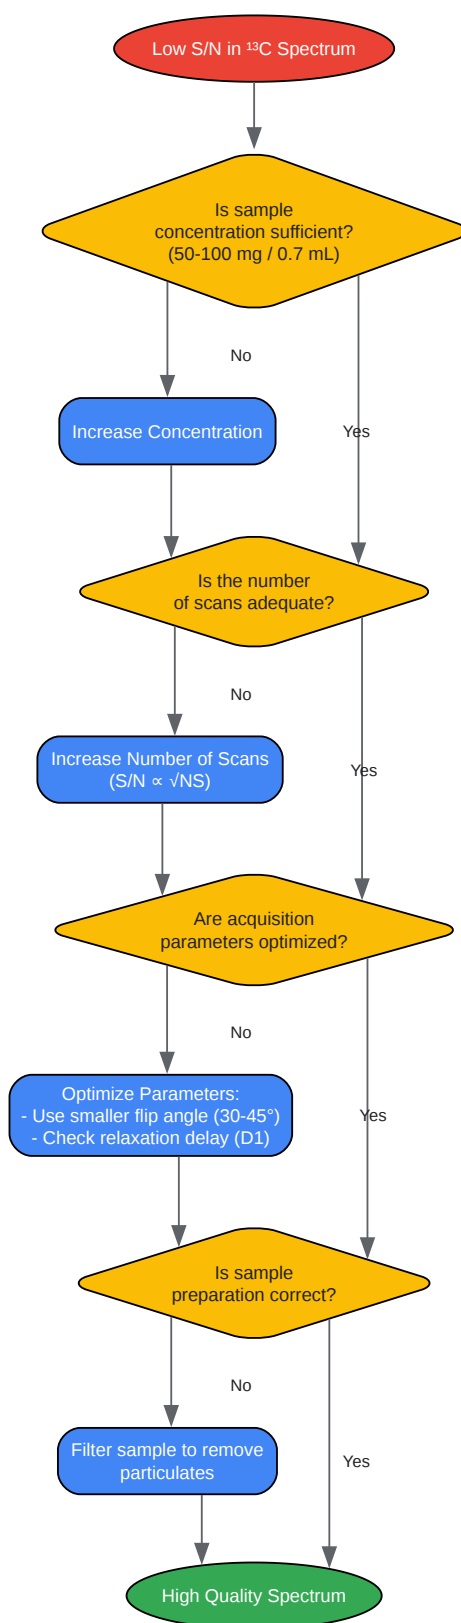 Low S/N in ¹³C Spectrum
Is sample
concentration sufficient?
(50-100 mg / 0.7 mL)
No
Increase Concentration
Yes
Is the number
of scans adequate?
No
Increase Number of Scans
(S/N ∝ √NS)
Yes
Are acquisition
parameters optimized?
No
Optimize Parameters:
- Use smaller flip angle (30-45°)
- Check relaxation delay (D1)
Yes
Is sample
preparation correct?
No
Filter sample to remove
particulates
Yes
High Quality Spectrum